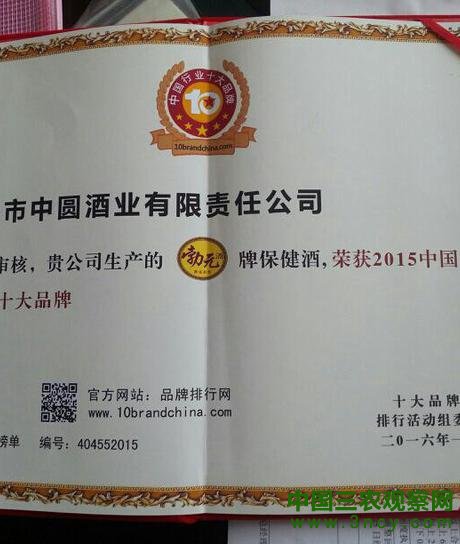 中国行业十大品牌
10
10brandchina.com
市中圆酒业有限责任公司
审核，贵公司生产的 勃元 牌保健酒，荣获2015中国
十大品牌
官方网站：品牌排行网
www.10brandchina.com
十大品牌
排行活动组委
榜单 编号：404552015
二〇一六年一
中国三农观察网
www.3ncy.com